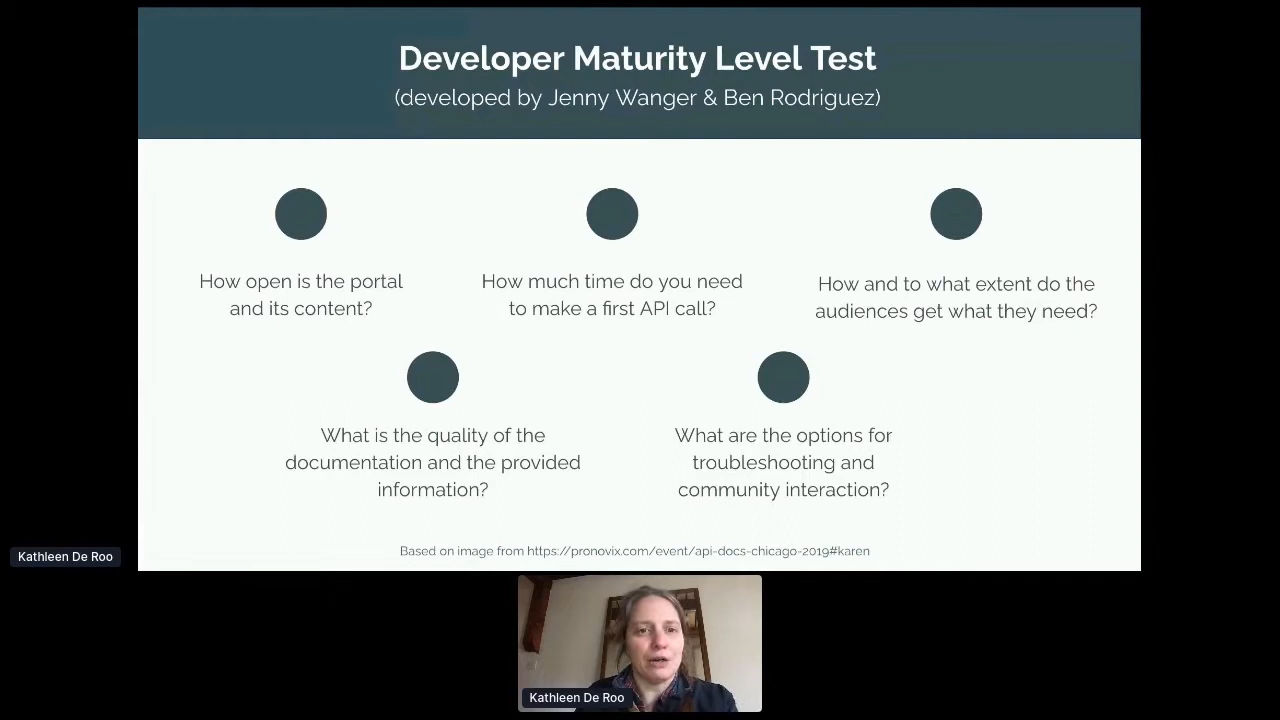 Developer Maturity Level Test
(developed by Jenny Wanger & Ben Rodriguez)
How open is the portal
and its content?
How much time do you need
to make a first API call?
How and to what extent do the
audiences get what they need?
What is the quality of the
documentation and the provided
information?
What are the options for
troubleshooting and
community interaction?
Based on image from https://pronovix.com/event/api-docs-chicago-2019#karen
Kathleen De Roo
Kathleen De Roo